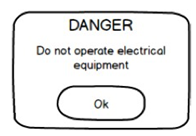 DANGER
Do not operate electrical
equipment
Ok